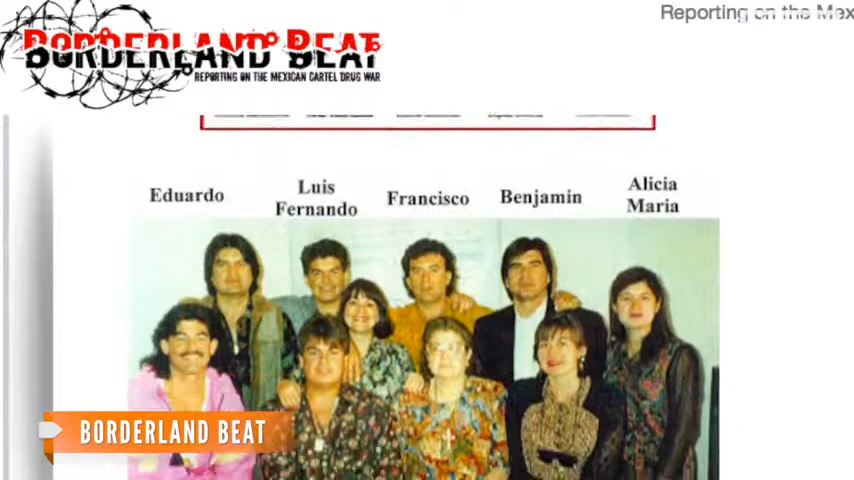 Reporting on the Mex
BORDERLAND BEAT
REPORTING ON THE MEXICAN CARTEL DRUG WAR
Eduardo
Luis
Fernando
Francisco
Benjamin
Alicia
Maria
BORDERLAND BEAT